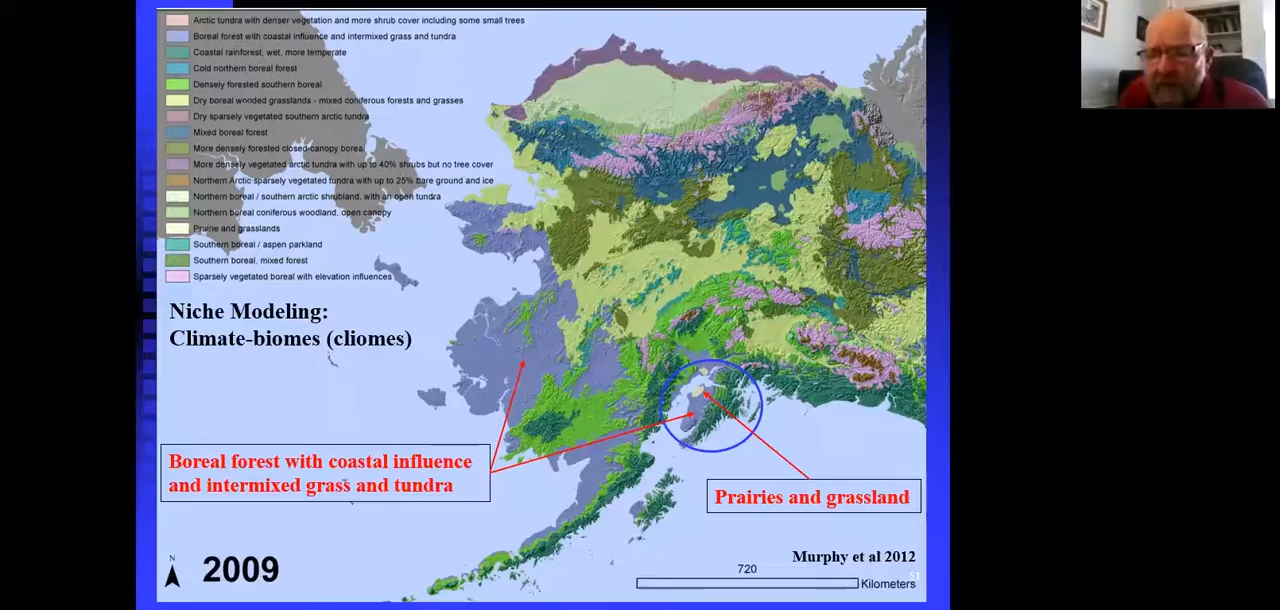 Arctic tundra with denser vegetation and more shrub cover including some small trees
Boreal forest with coastal influence and intermixed grass and tundra
Coastal rainforest, wet, more temperate
Cold northern boreal forest
Densely forested southern boreal
Dry boreal wooded grasslands - mixed coniferous forests and grasses
Dry sparsely vegetated southern arctic tundra
Mixed boreal forest
More densely forested closed-canopy boreal
More densely vegetated arctic tundra with up to 40% shrubs but no tree cover
Northern Arctic sparsely vegetated tundra with up to 25% bare ground and ice
Northern boreal / southern arctic shrubland, with an open tundra
Northern boreal coniferous woodland, open canopy
Prairie and grasslands
Southern boreal / aspen parkland
Southern boreal, mixed forest
Sparsely vegetated boreal with elevation influences
Niche Modeling:
Climate-biomes (cliomes)
Boreal forest with coastal influence
and intermixed grass and tundra
Prairies and grassland
Murphy et al 2012
N
2009
720
Kilometers
51